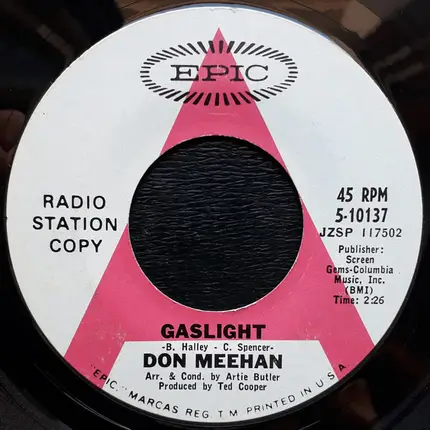 EPIC
RADIO
STATION
COPY
45 RPM
5-10137
JZSP 117502
Publisher:
Screen
Gems-Columbia
Music, Inc.
(BMI)
Time: 2:26
GASLIGHT
-B. Halley - C. Spencer-
DON MEEHAN
Arr. & Cond. by Artie Butler
Produced by Ted Cooper
"EPIC," MARCAS REG. T M PRINTED IN U.S.A.